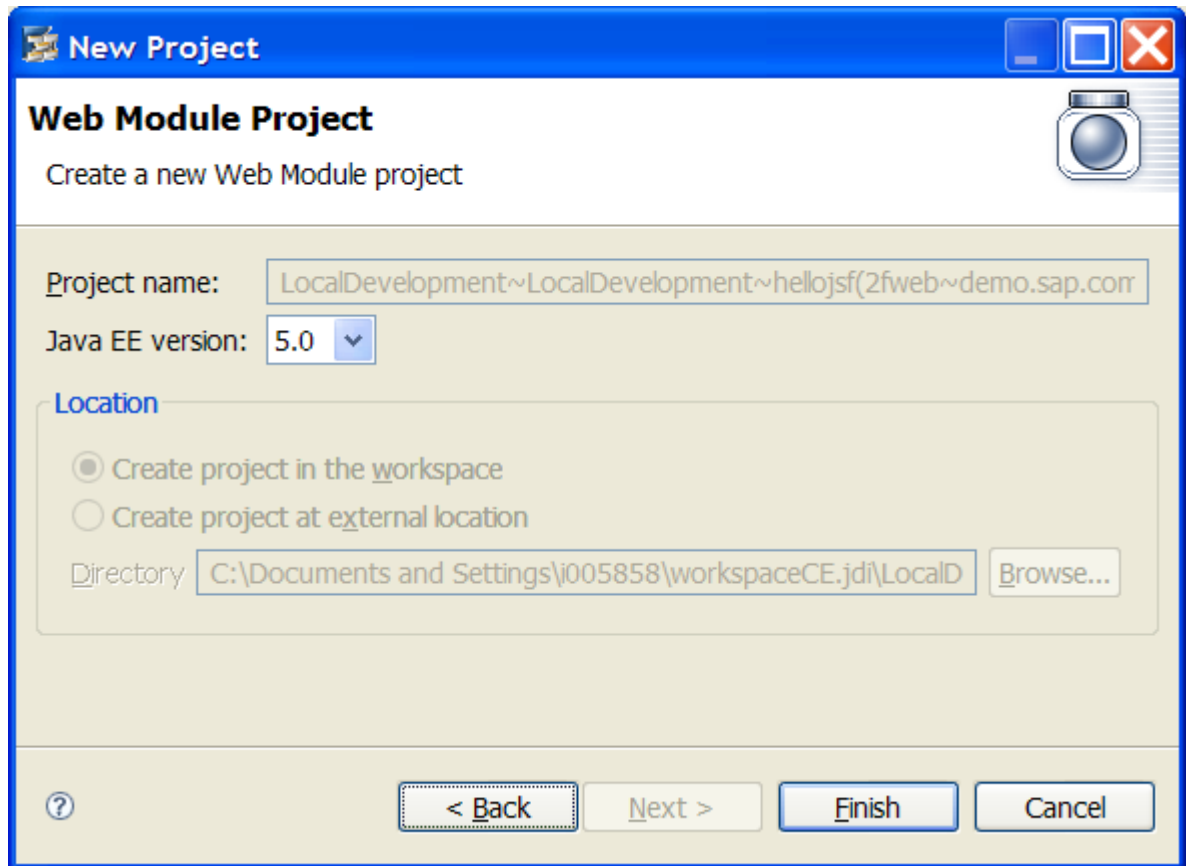 New Project
Web Module Project
Create a new Web Module project
Project name: LocalDevelopment~LocalDevelopment~hellojsf(2fweb~demo.sap.com
Java EE version: 5.0
Location
Create project in the workspace
Create project at external location
Directory C:\Documents and Settings\i005858\workspaceCE.jdi\LocalD Browse...
? < Back Next > Finish Cancel